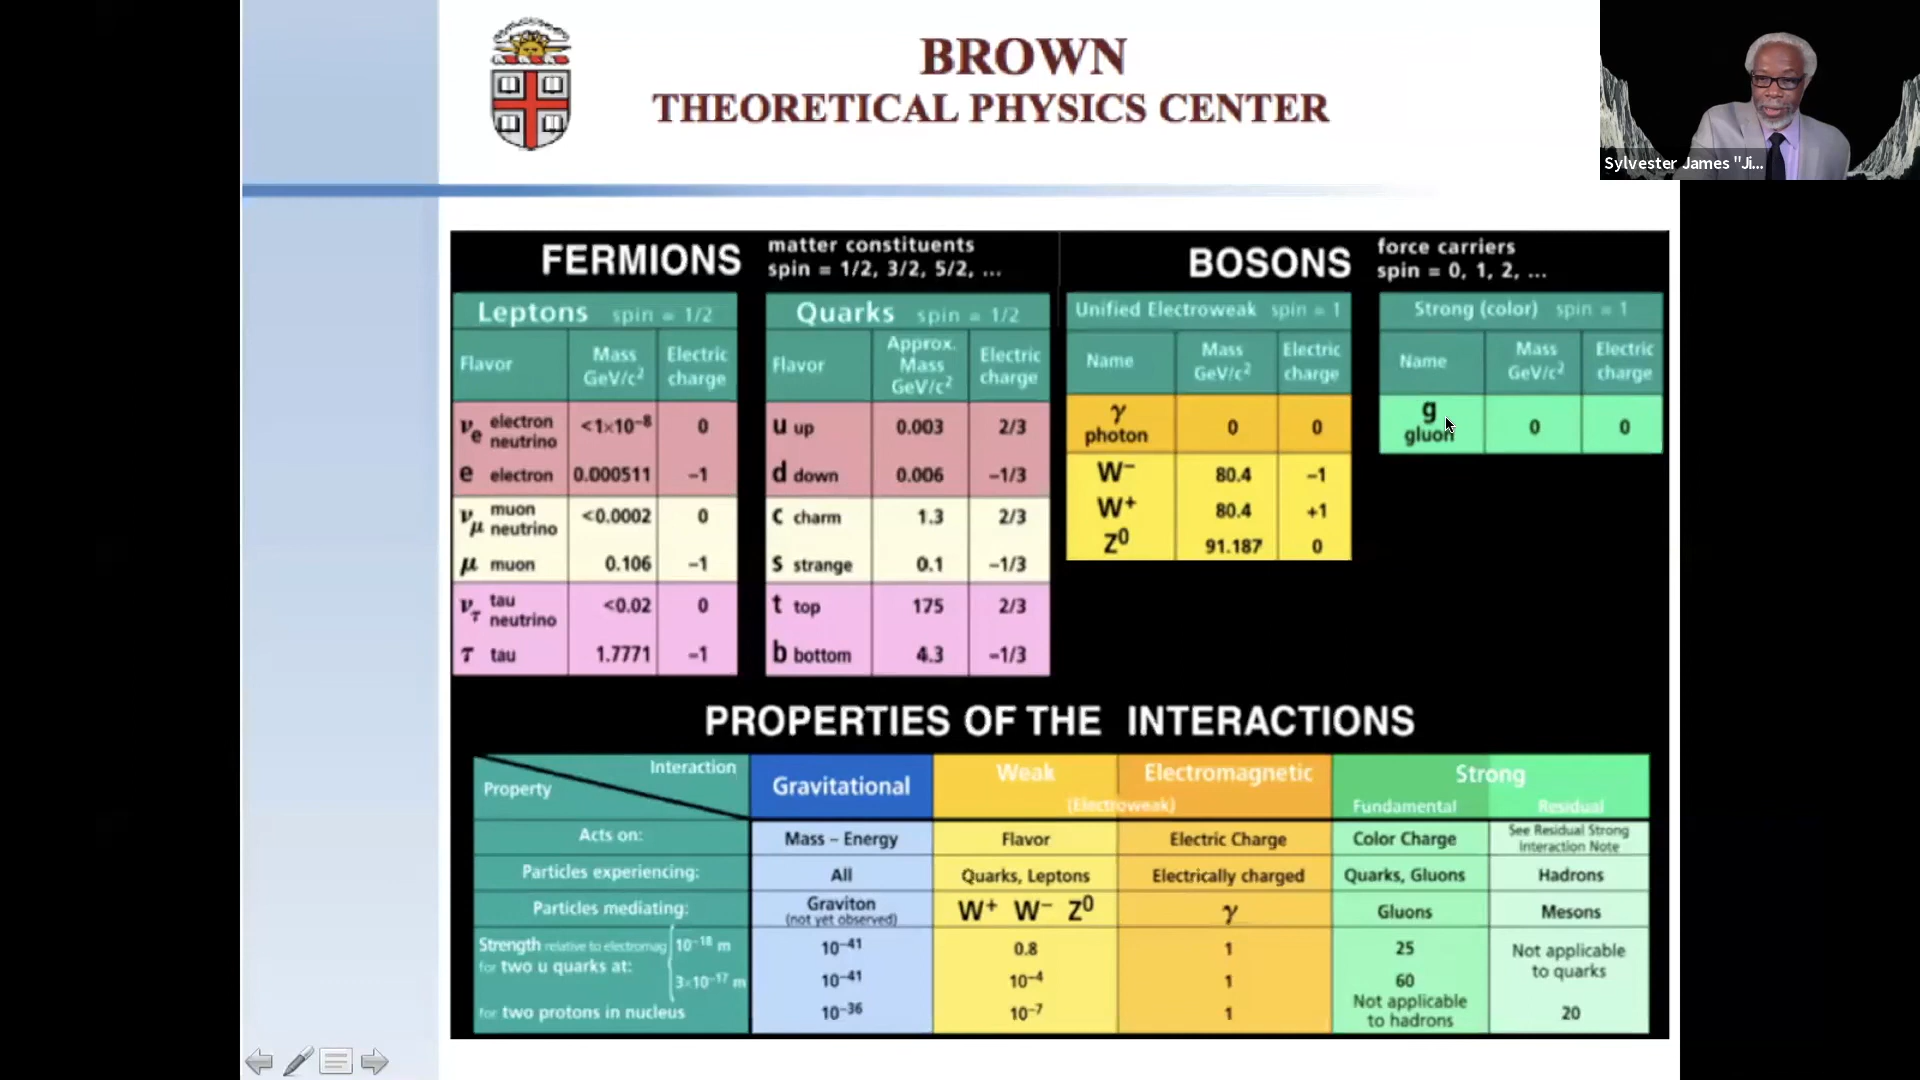 BROWN
THEORETICAL PHYSICS CENTER
Sylvester James "Ji...
FERMIONS
matter constituents
spin = 1/2, 3/2, 5/2, ...
Leptons spin = 1/2
Flavor Mass GeV/c² Electric charge
νe electron neutrino <1×10⁻⁸ 0
e electron 0.000511 −1
νμ muon neutrino <0.0002 0
μ muon 0.106 −1
ντ tau neutrino <0.02 0
τ tau 1.7771 −1
Quarks spin = 1/2
Flavor Approx. Mass GeV/c² Electric charge
u up 0.003 2/3
d down 0.006 −1/3
c charm 1.3 2/3
s strange 0.1 −1/3
t top 175 2/3
b bottom 4.3 −1/3
BOSONS
force carriers
spin = 0, 1, 2, ...
Unified Electroweak spin = 1
Name Mass GeV/c² Electric charge
γ photon 0 0
W⁻ 80.4 −1
W⁺ 80.4 +1
Z⁰ 91.187 0
Strong (color) spin = 1
Name Mass GeV/c² Electric charge
g gluon 0 0
PROPERTIES OF THE INTERACTIONS
Interaction
Property
Gravitational Weak Electromagnetic Strong
(Electroweak) Fundamental Residual
Acts on: Mass – Energy Flavor Electric Charge Color Charge See Residual Strong Interaction Note
Particles experiencing: All Quarks, Leptons Electrically charged Quarks, Gluons Hadrons
Particles mediating: Graviton (not yet observed) W⁺ W⁻ Z⁰ γ Gluons Mesons
Strength relative to electromag 10⁻¹⁸ m 10⁻⁴¹ 0.8 1 25 Not applicable to quarks
for two u quarks at: 3×10⁻¹⁷ m 10⁻⁴¹ 10⁻⁴ 1 60
for two protons in nucleus 10⁻³⁶ 10⁻⁷ 1 Not applicable to hadrons 20